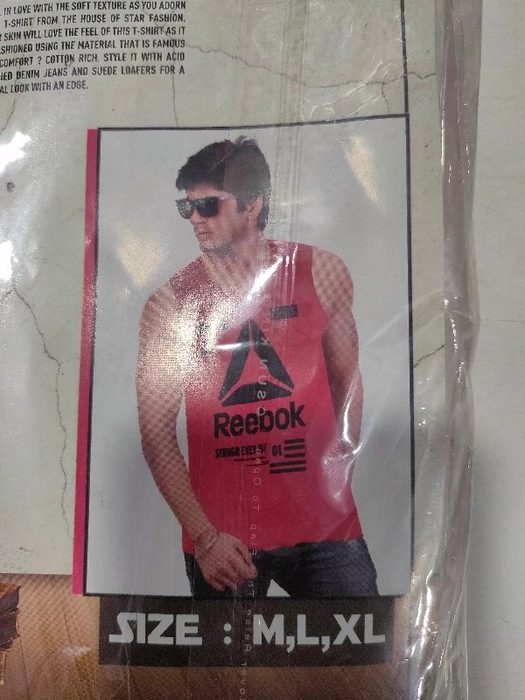 IN LOVE WITH THE SOFT TEXTURE AS YOU ADORN
T-SHIRT FROM THE HOUSE OF STAR FASHION.
SKIN WILL LOVE THE FEEL OF THIS T-SHIRT AS IT
ASHIONED USING THE MATERIAL THAT IS FAMOUS
COMFORT ? COTTON RICH. STYLE IT WITH ACID
HED DENIM JEANS AND SUEDE LOAFERS FOR A
AL LOOK WITH AN EDGE.
Reebok
04
SIZE : M,L,XL